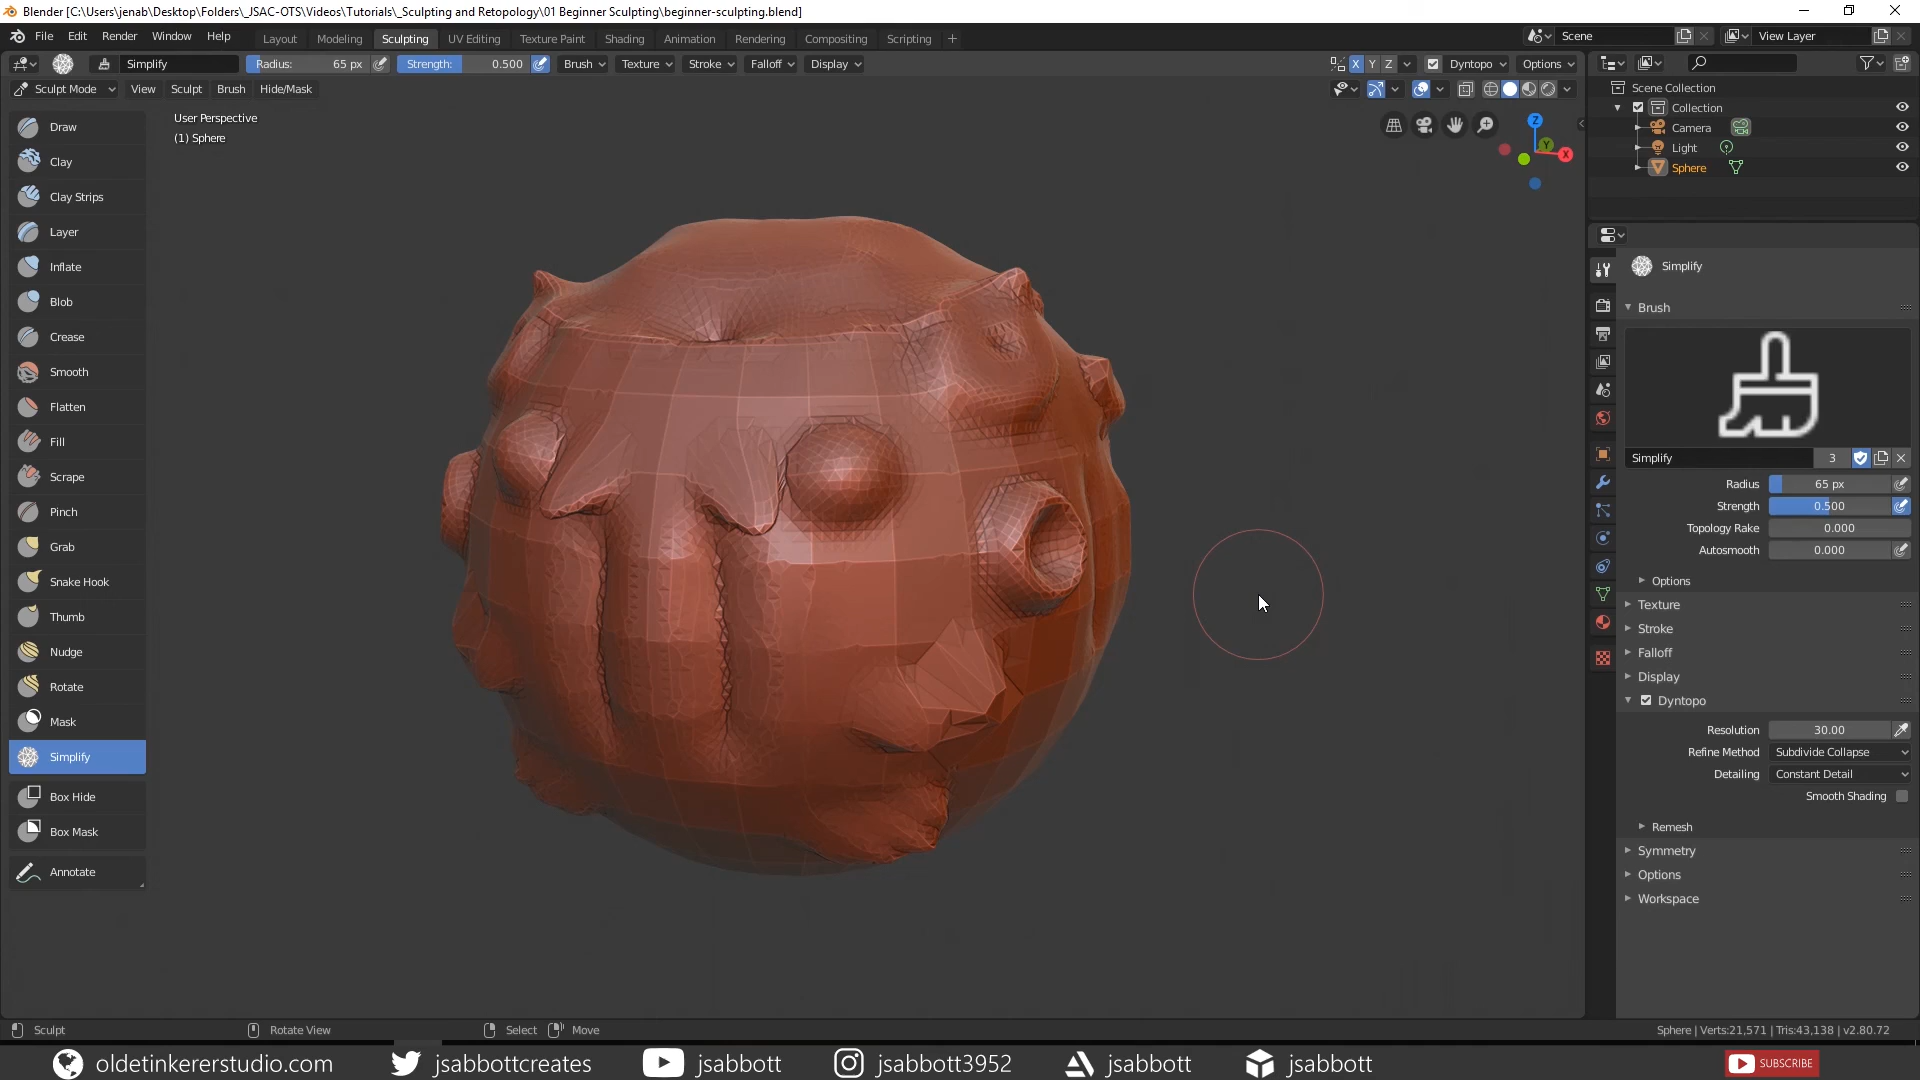 Blender [C:\Users\jenab\Desktop\Folders\_JSAC-OTS\Videos\Tutorials\_Sculpting and Retopology\01 Beginner Sculpting\beginner-sculpting.blend]
File Edit Render Window Help Layout Modeling Sculpting UV Editing Texture Paint Shading Animation Rendering Compositing Scripting + Scene View Layer
Simplify Radius: 65 px Strength: 0.500 Brush Texture Stroke Falloff Display X Y Z Dyntopo Options
Sculpt Mode View Sculpt Brush Hide/Mask
User Perspective
(1) Sphere
Z
Y
X
Draw
Clay
Clay Strips
Layer
Inflate
Blob
Crease
Smooth
Flatten
Fill
Scrape
Pinch
Grab
Snake Hook
Thumb
Nudge
Rotate
Mask
Simplify
Box Hide
Box Mask
Annotate
Scene Collection
Collection
Camera
Light
Sphere
Simplify
Brush
Simplify 3
Radius 65 px
Strength 0.500
Topology Rake 0.000
Autosmooth 0.000
Options
Texture
Stroke
Falloff
Display
Dyntopo
Resolution 30.00
Refine Method Subdivide Collapse
Detailing Constant Detail
Smooth Shading
Remesh
Symmetry
Options
Workspace
Sculpt Rotate View Select Move Sphere | Verts:21,571 | Tris:43,138 | v2.80.72
oldetinkererstudio.com jsabbottcreates jsabbott jsabbott3952 jsabbott jsabbott SUBSCRIBE